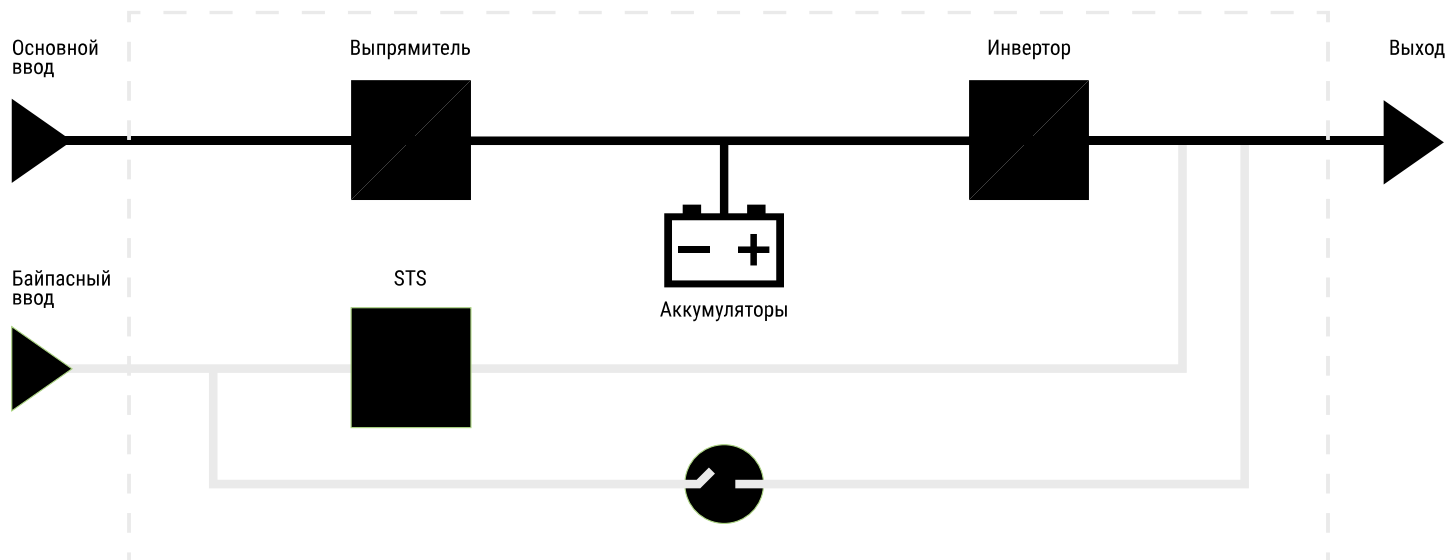 Основной
ввод
Выпрямитель
Инвертор
Выход
Байпасный
ввод
STS
Аккумуляторы